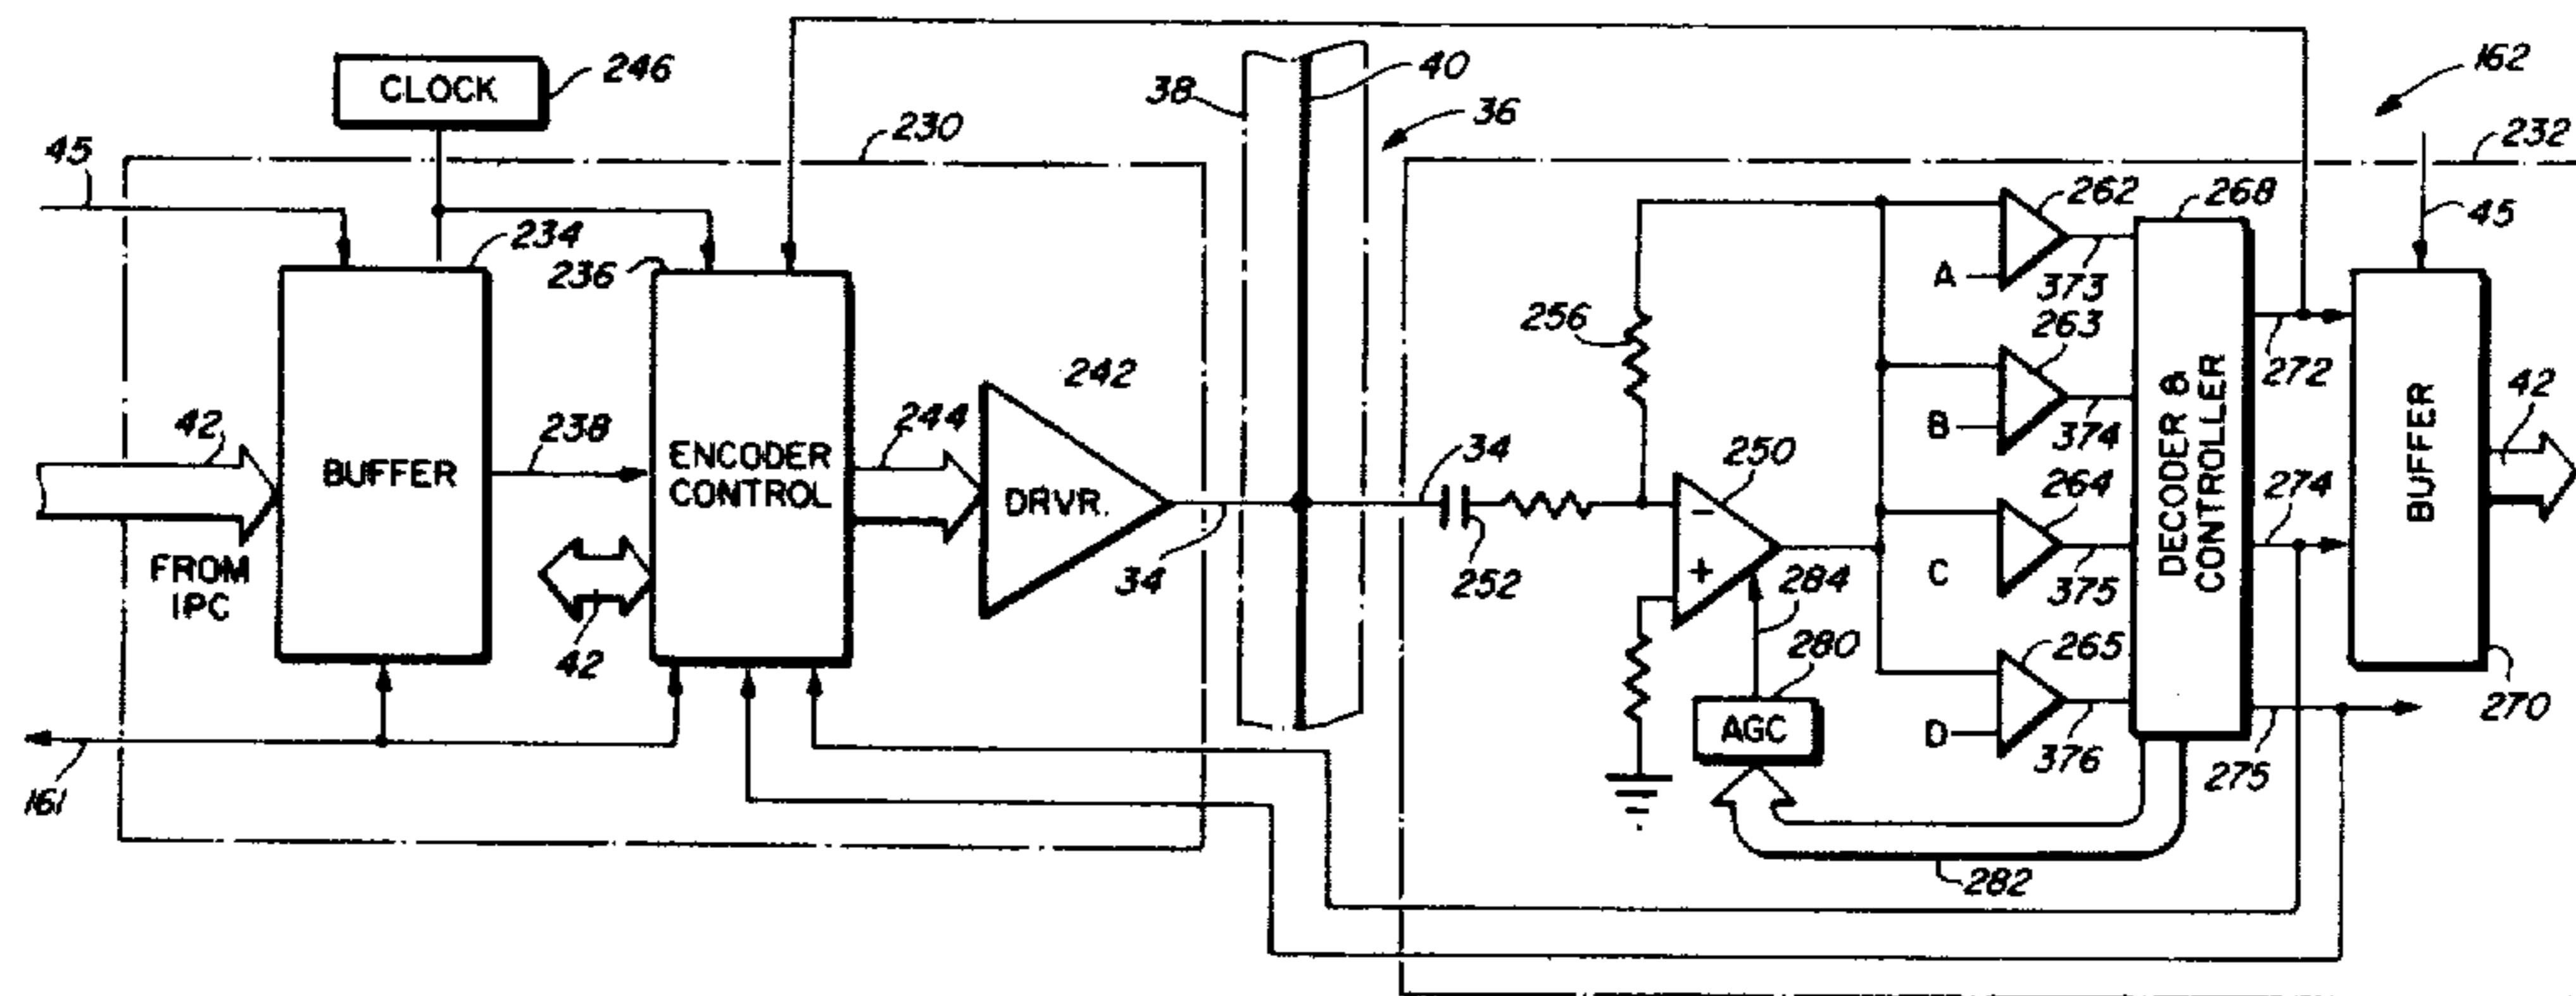 CLOCK
246
38
40
36
162
45
230
232
234
236
262
268
45
A
373
256
263
272
42
238
244
242
B
374
34
250
264
274
42
BUFFER
ENCODER
CONTROL
DRVR.
-
+
C
375
DECODER &
CONTROLLER
BUFFER
FROM
IPC
42
34
252
284
280
265
AGC
D
376
275
270
161
282